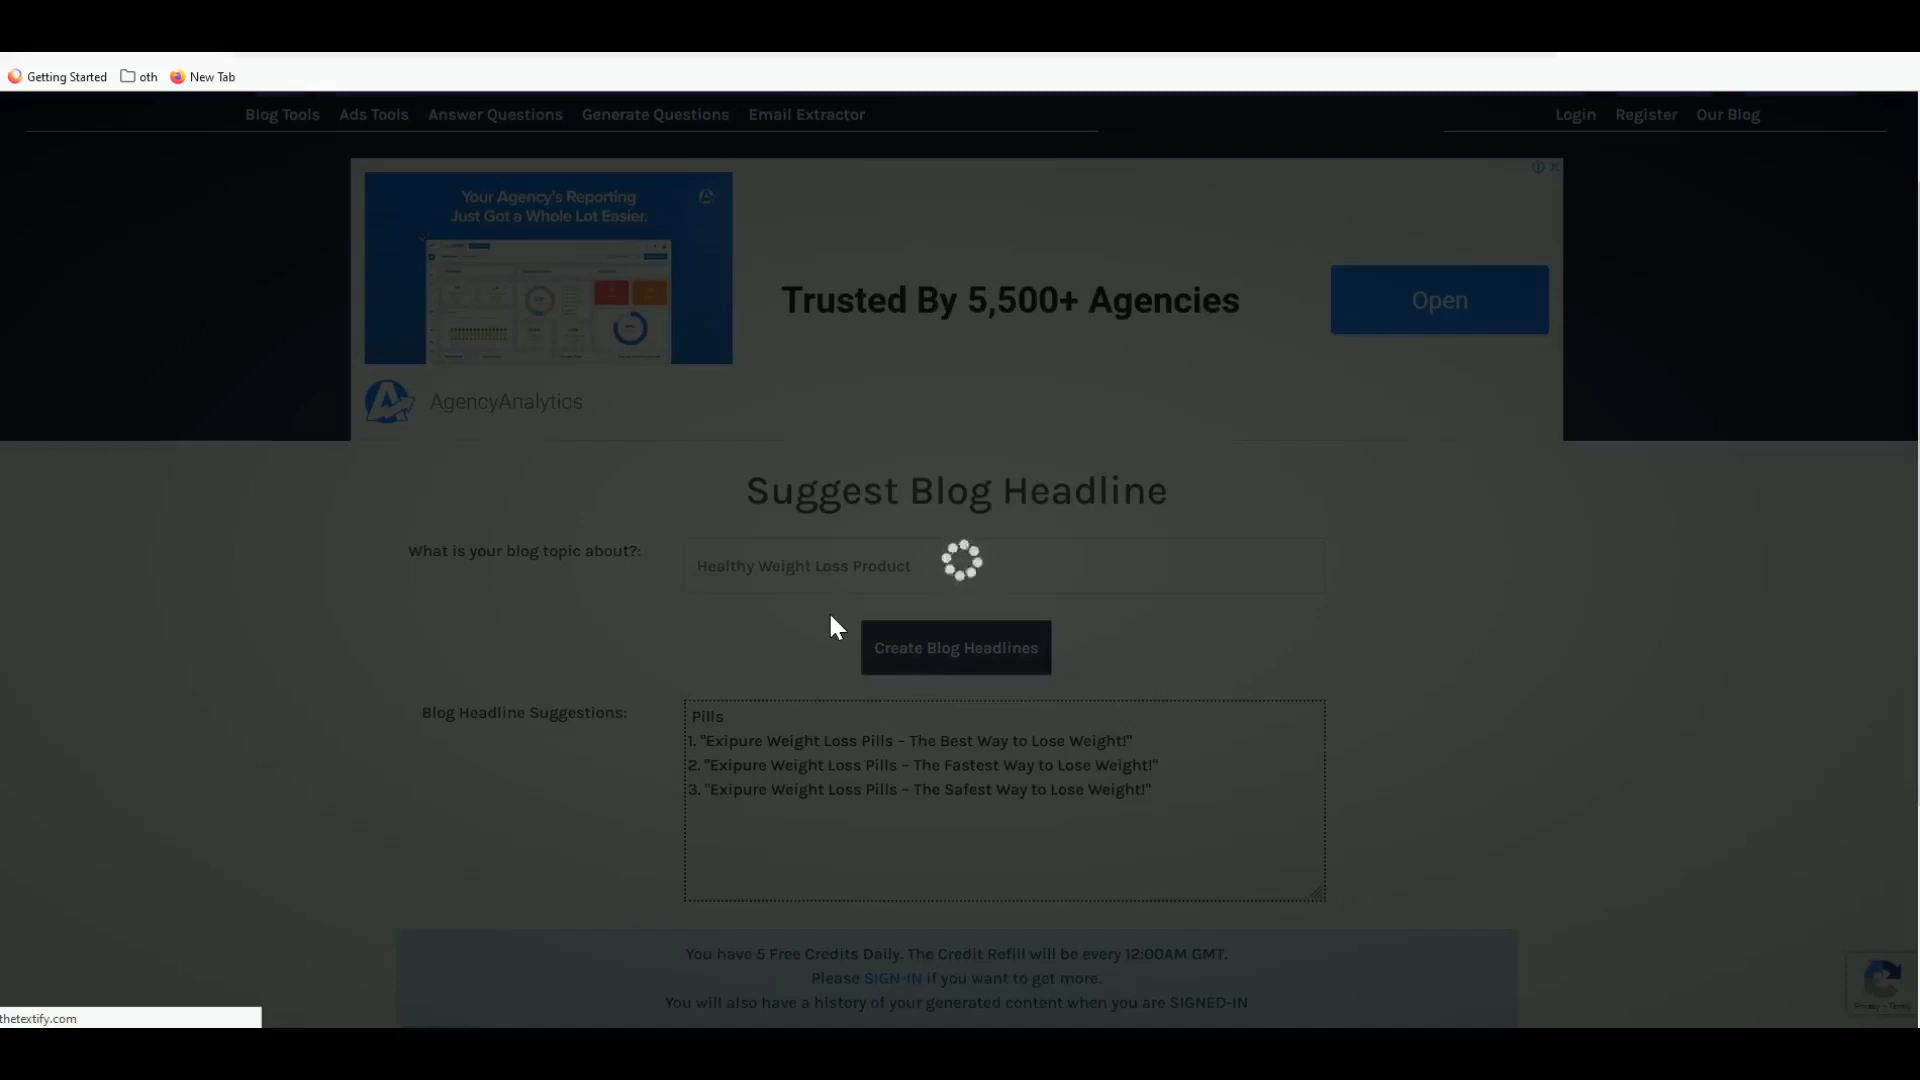 Getting Started oth New Tab
Blog Tools Ads Tools Answer Questions Generate Questions Email Extractor Login Register Our Blog
Your Agency's Reporting
Just Got a Whole Lot Easier.
Trusted By 5,500+ Agencies
Open
AgencyAnalytics
Suggest Blog Headline
What is your blog topic about?:
Healthy Weight Loss Product
Create Blog Headlines
Blog Headline Suggestions:
Pills
1. "Exipure Weight Loss Pills – The Best Way to Lose Weight!"
2. "Exipure Weight Loss Pills – The Fastest Way to Lose Weight!"
3. "Exipure Weight Loss Pills – The Safest Way to Lose Weight!"
You have 5 Free Credits Daily. The Credit Refill will be every 12:00AM GMT.
Please SIGN-IN if you want to get more.
You will also have a history of your generated content when you are SIGNED-IN
Privacy - Terms
thetextify.com